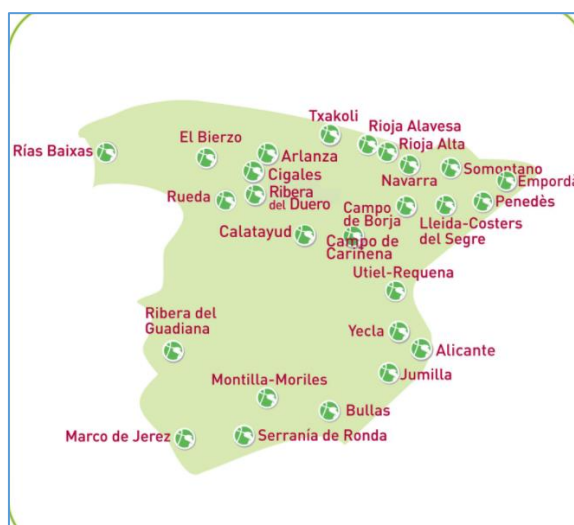 Txakoli
Rioja Alavesa
Rioja Alta
El Bierzo
Arlanza
Rías Baixas
Cigales
Navarra
Somontano
Empordà
Rueda
Ribera
del Duero
Campo
de Borja
Penedès
Lleida-Costers
del Segre
Calatayud
Campo de
Cariñena
Utiel-Requena
Ribera del
Guadiana
Yecla
Alicante
Jumilla
Montilla-Moriles
Bullas
Marco de Jerez
Serranía de Ronda